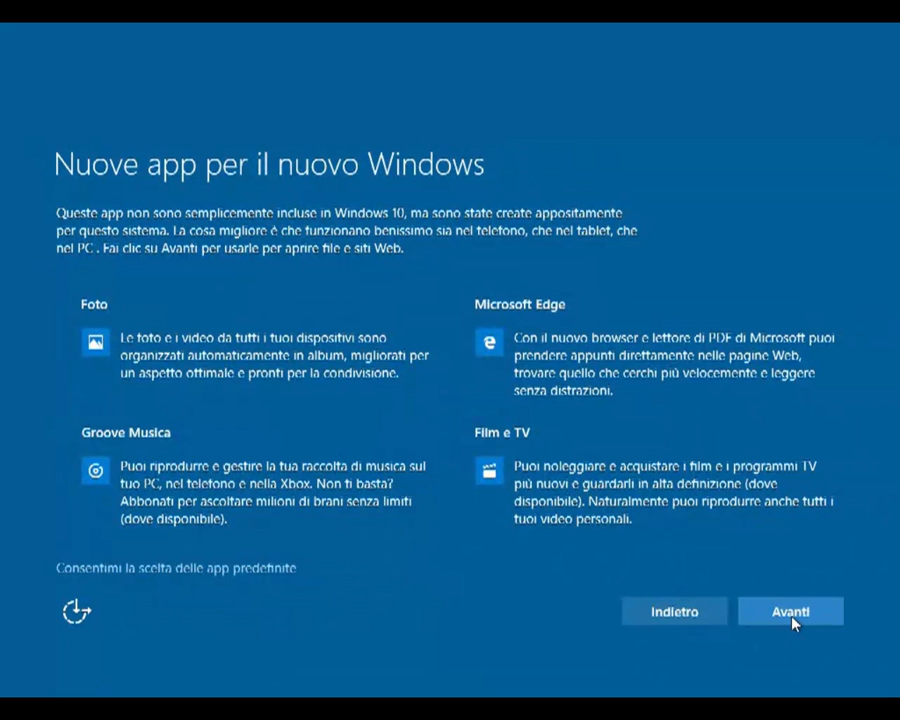 Nuove app per il nuovo Windows
Queste app non sono semplicemente incluse in Windows 10, ma sono state create appositamente
per questo sistema. La cosa migliore è che funzionano benissimo sia nel telefono, che nel tablet, che
nel PC . Fai clic su Avanti per usarle per aprire file e siti Web.
Foto
Le foto e i video da tutti i tuoi dispositivi sono
organizzati automaticamente in album, migliorati per
un aspetto ottimale e pronti per la condivisione.
Microsoft Edge
Con il nuovo browser e lettore di PDF di Microsoft puoi
prendere appunti direttamente nelle pagine Web,
trovare quello che cerchi più velocemente e leggere
senza distrazioni.
Groove Musica
Puoi riprodurre e gestire la tua raccolta di musica sul
tuo PC, nel telefono e nella Xbox. Non ti basta?
Abbonati per ascoltare milioni di brani senza limiti
(dove disponibile).
Film e TV
Puoi noleggiare e acquistare i film e i programmi TV
più nuovi e guardarli in alta definizione (dove
disponibile). Naturalmente puoi riprodurre anche tutti i
tuoi video personali.
Consentimi la scelta delle app predefinite
Indietro
Avanti